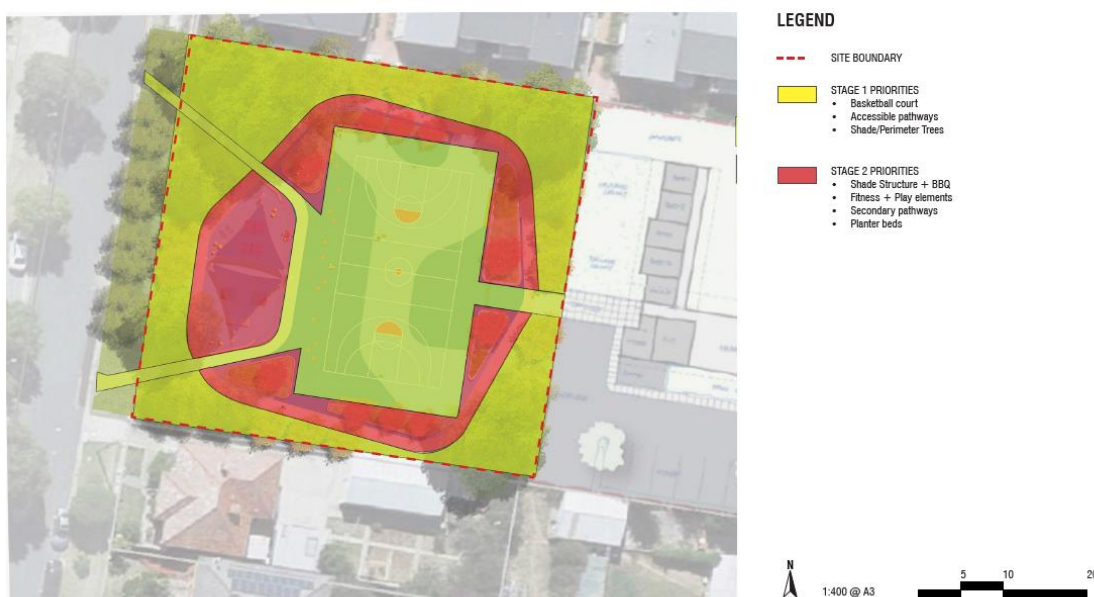 LEGEND
SITE BOUNDARY
STAGE 1 PRIORITIES
• Basketball court
• Accessible pathways
• Shade/Perimeter Trees
STAGE 2 PRIORITIES
• Shade Structure + BBQ
• Fitness + Play elements
• Secondary pathways
• Planter beds
N
1:400 @ A3
5 10 20